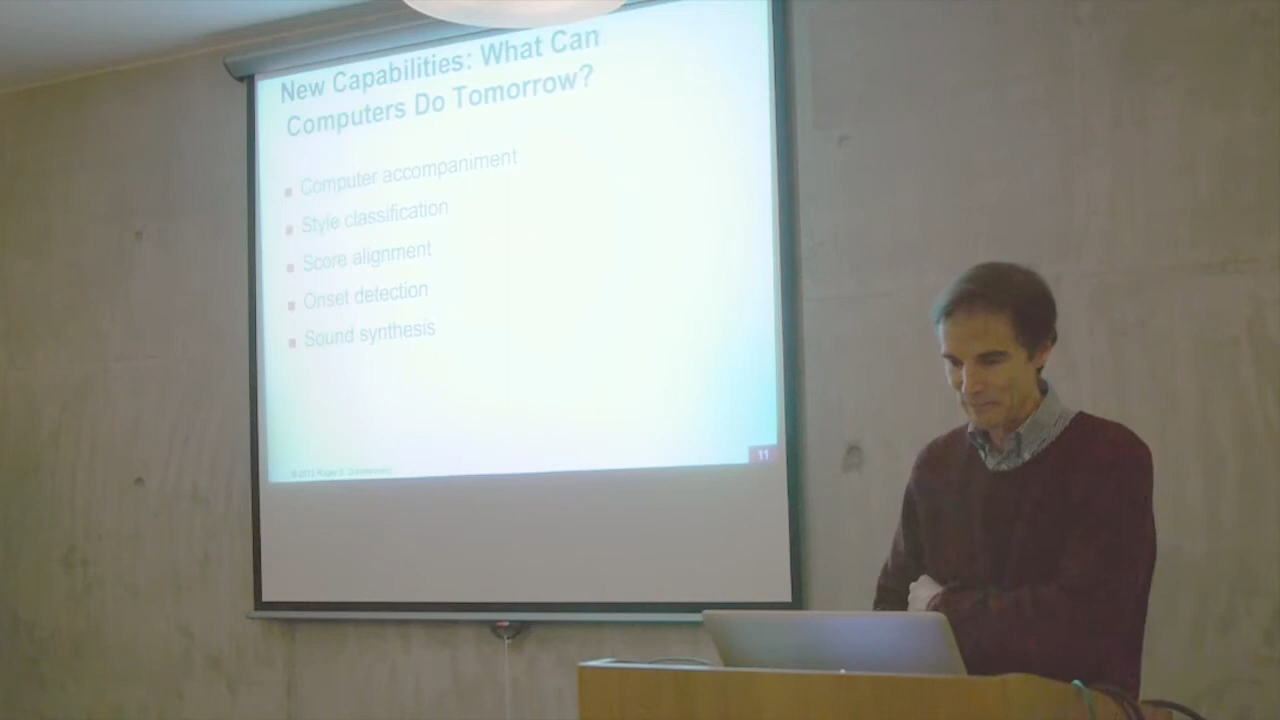 New Capabilities: What Can
Computers Do Tomorrow?
Computer accompaniment
Style classification
Score alignment
Onset detection
Sound synthesis
11